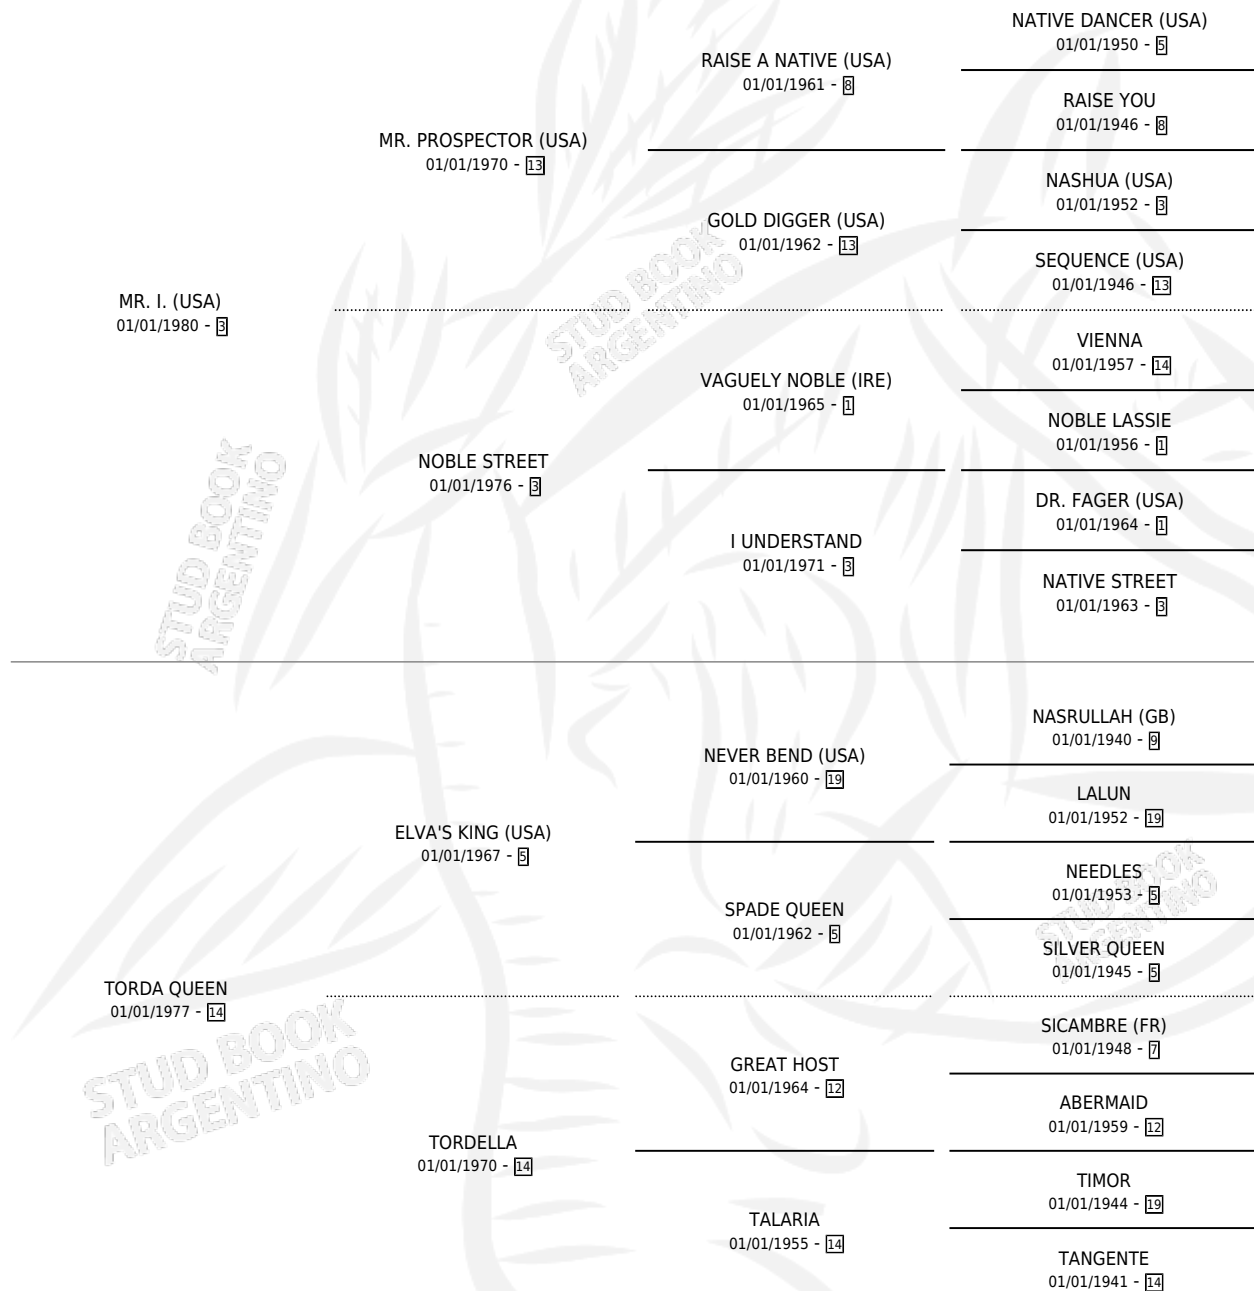 NATIVE DANCER (USA)
01/01/1950 - 5
RAISE A NATIVE (USA)
01/01/1961 - 8
RAISE YOU
01/01/1946 - 8
MR. PROSPECTOR (USA)
01/01/1970 - 13
NASHUA (USA)
01/01/1952 - 3
GOLD DIGGER (USA)
01/01/1962 - 13
SEQUENCE (USA)
01/01/1946 - 13
MR. I. (USA)
01/01/1980 - 3
VIENNA
01/01/1957 - 14
VAGUELY NOBLE (IRE)
01/01/1965 - 1
NOBLE LASSIE
01/01/1956 - 1
NOBLE STREET
01/01/1976 - 3
DR. FAGER (USA)
01/01/1964 - 1
I UNDERSTAND
01/01/1971 - 3
NATIVE STREET
01/01/1963 - 3
NASRULLAH (GB)
01/01/1940 - 9
NEVER BEND (USA)
01/01/1960 - 19
LALUN
01/01/1952 - 19
ELVA'S KING (USA)
01/01/1967 - 5
NEEDLES
01/01/1953 - 5
SPADE QUEEN
01/01/1962 - 5
SILVER QUEEN
01/01/1945 - 5
TORDA QUEEN
01/01/1977 - 14
SICAMBRE (FR)
01/01/1948 - 7
GREAT HOST
01/01/1964 - 12
ABERMAID
01/01/1959 - 12
TORDELLA
01/01/1970 - 14
TIMOR
01/01/1944 - 19
TALARIA
01/01/1955 - 14
TANGENTE
01/01/1941 - 14
STUD BOOK
ARGENTINO
STUD BOOK
ARGENTINO
STUD BOOK
ARGENTINO
STUD BOOK
ARGENTINO